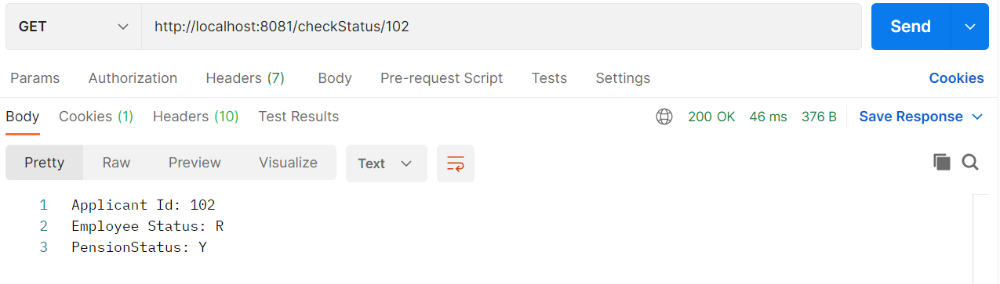 GET http://localhost:8081/checkStatus/102 Send
Params Authorization Headers (7) Body Pre-request Script Tests Settings Cookies
Body Cookies (1) Headers (10) Test Results 200 OK 46 ms 376 B Save Response
Pretty Raw Preview Visualize Text
1 Applicant Id: 102
2 Employee Status: R
3 PensionStatus: Y